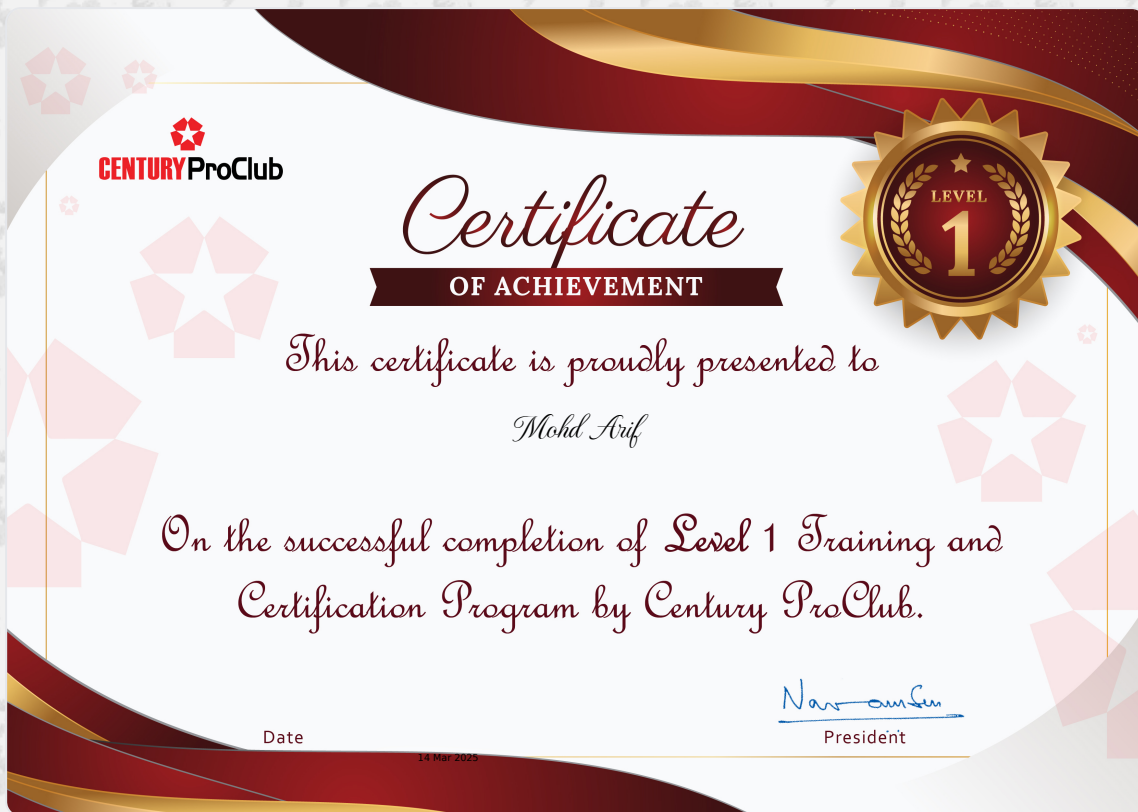 CENTURY ProClub
LEVEL
1
Certificate
OF ACHIEVEMENT
This certificate is proudly presented to
Mohd Arif
On the successful completion of Level 1 Training and
Certification Program by Century ProClub.
Date
President
14 Mar 2025